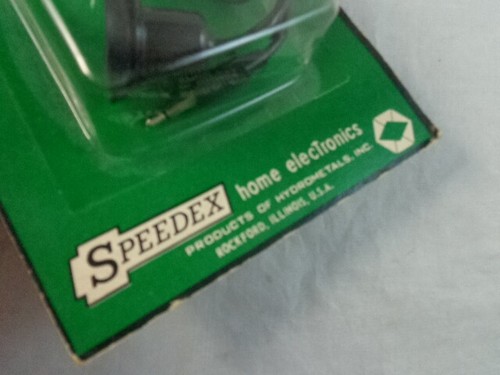 SPEEDEX home electronics
PRODUCTS OF HYDROMETALS, INC.
ROCKFORD, ILLINOIS, U.S.A.